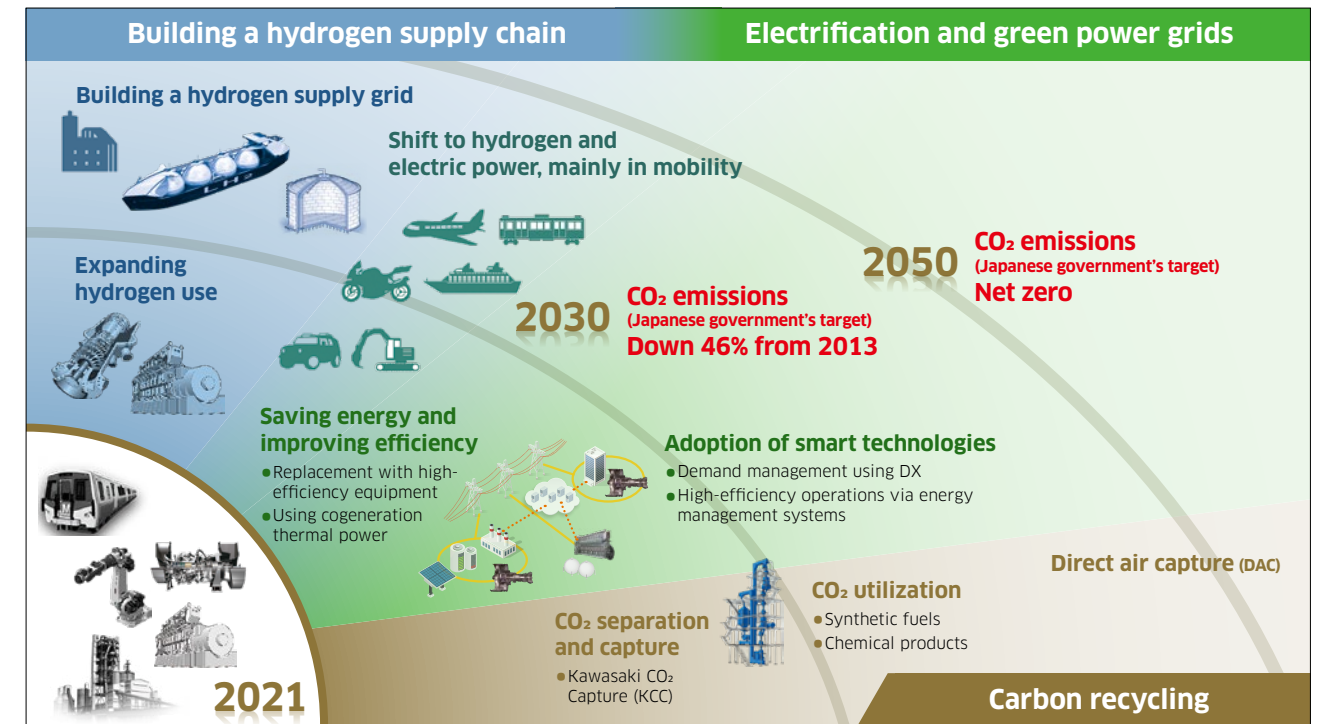 Building a hydrogen supply chain
Electrification and green power grids
Building a hydrogen supply grid
LH2
Shift to hydrogen and
electric power, mainly in mobility
Expanding
hydrogen use
2030
CO₂ emissions
(Japanese government's target)
Down 46% from 2013
2050
CO₂ emissions
(Japanese government's target)
Net zero
Saving energy and
improving efficiency
●Replacement with high-
efficiency equipment
●Using cogeneration
thermal power
Adoption of smart technologies
●Demand management using DX
●High-efficiency operations via energy
management systems
2021
CO₂ separation
and capture
●Kawasaki CO₂
Capture (KCC)
CO₂ utilization
●Synthetic fuels
●Chemical products
Direct air capture (DAC)
Carbon recycling